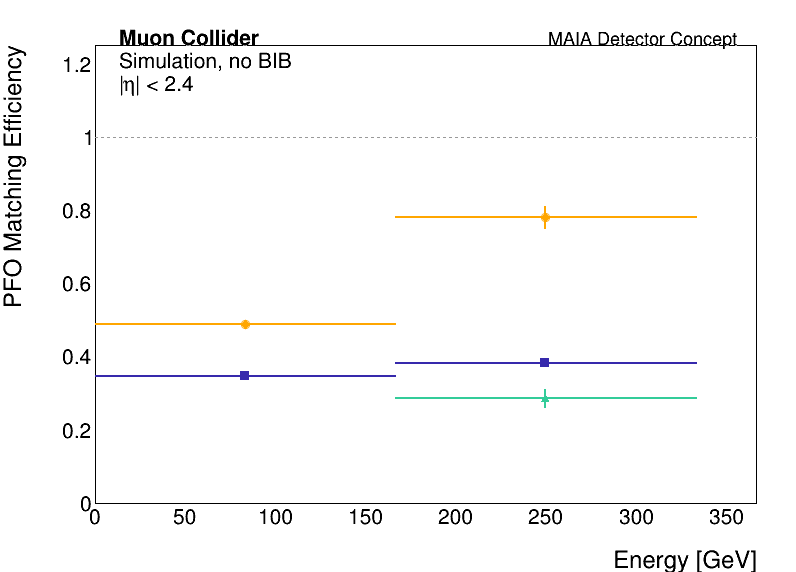 Muon Collider
MAIA Detector Concept
Simulation, no BIB
|η| < 2.4
PFO Matching Efficiency
1.2
1
0.8
0.6
0.4
0.2
0
0 50 100 150 200 250 300 350
Energy [GeV]